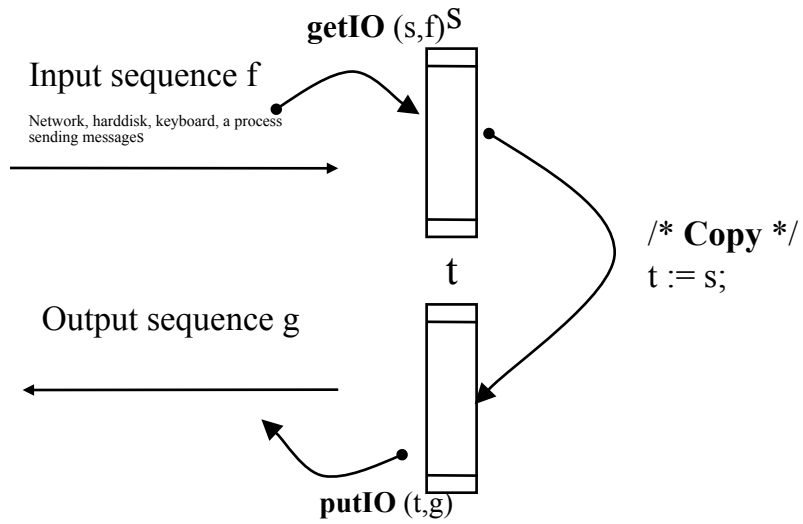 getIO (s,f)
s
Input sequence f
Network, harddisk, keyboard, a process
sending messages
/* Copy */
t := s;
t
Output sequence g
putIO (t,g)